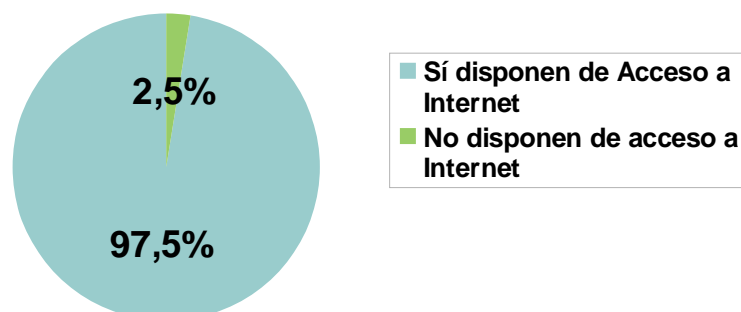 2,5%
97,5%
Sí disponen de Acceso a
Internet
No disponen de acceso a
Internet